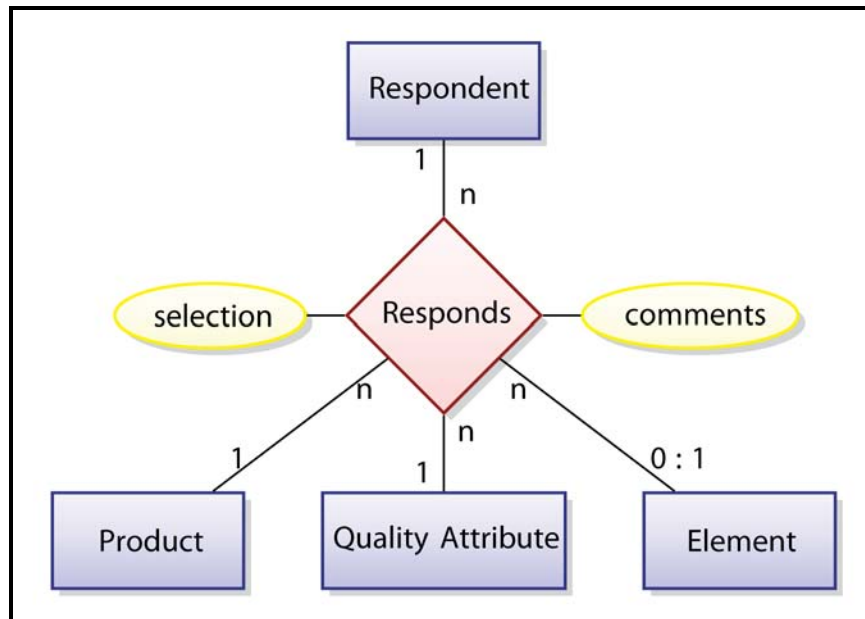 Respondent
1
n
selection
Responds
comments
n
n
n
1
1
0 : 1
Product
Quality Attribute
Element